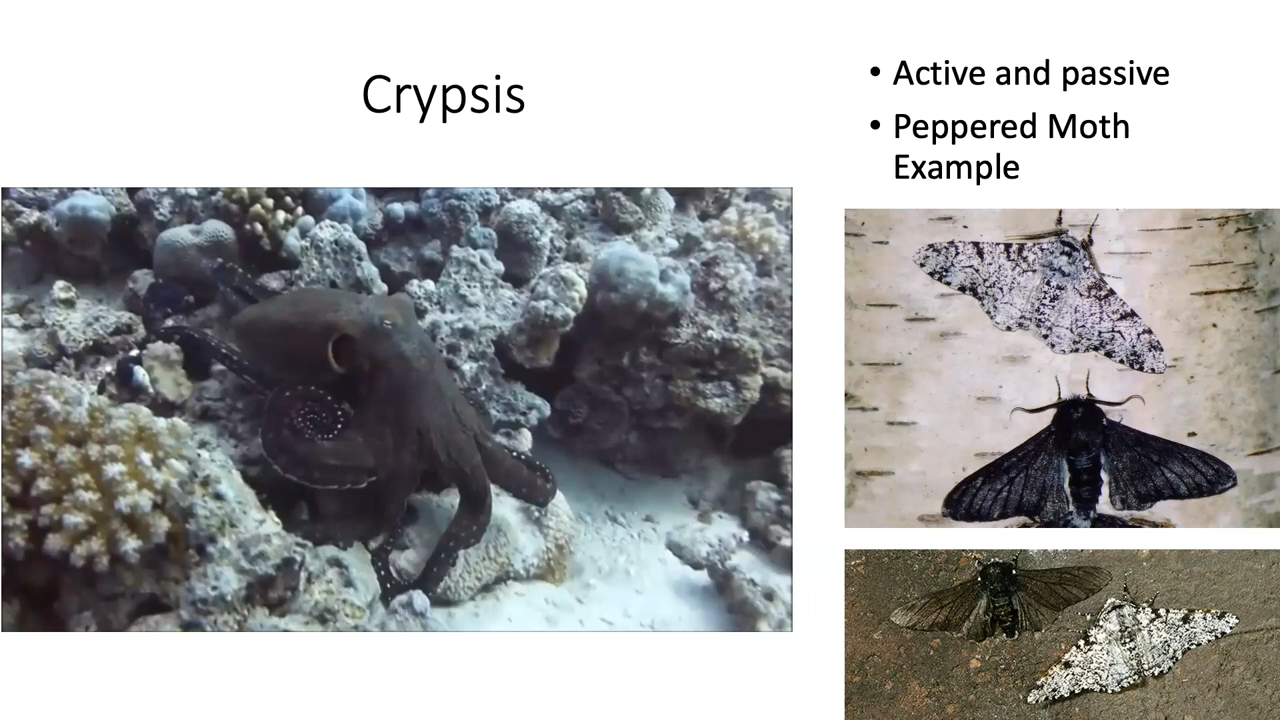 Crypsis
• Active and passive
• Peppered Moth
Example